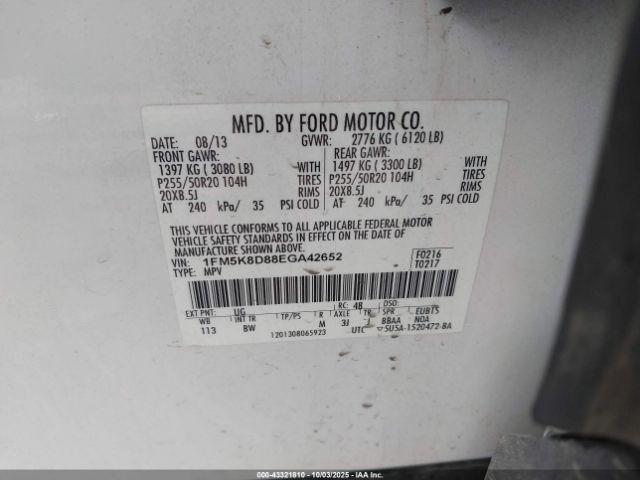 MFD. BY FORD MOTOR CO.
DATE: 08/13 GVWR: 2776 KG ( 6120 LB)
FRONT GAWR: REAR GAWR:
1397 KG ( 3080 LB) WITH 1497 KG ( 3300 LB) WITH
P255/50R20 104H TIRES P255/50R20 104H TIRES
20X8.5J RIMS 20X8.5J RIMS
AT 240 kPa/ 35 PSI COLD AT 240 kPa/ 35 PSI COLD
THIS VEHICLE CONFORMS TO ALL APPLICABLE FEDERAL MOTOR
VEHICLE SAFETY STANDARDS IN EFFECT ON THE DATE OF
MANUFACTURE SHOWN ABOVE.
VIN: 1FM5K8D88EGA42652 F0216
TYPE: MPV T0217
EXT PNT: UG RC: 48 DSO:
WB INT TR TP/PS R AXLE TR SPR EUBTS
113 BW M 3J J BBAA NOA
1201308065923 UTC 5U5A-1520472-BA
000-43321810 10/03/2025 IAA Inc.